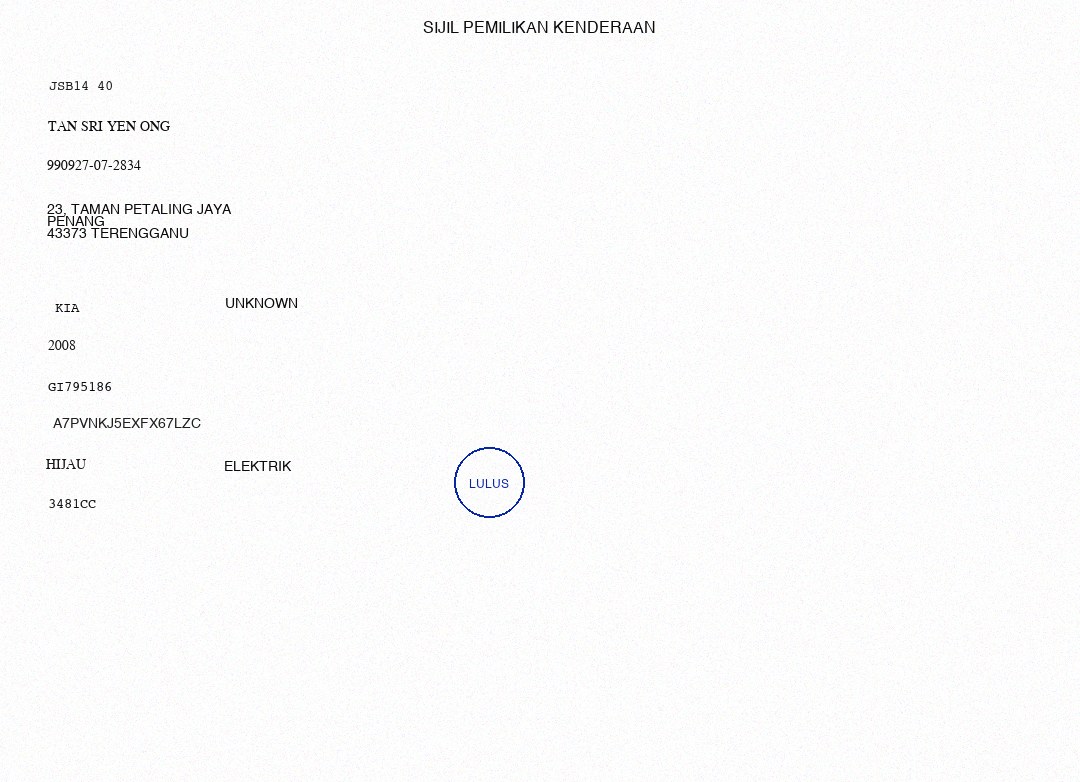 SIJIL PEMILIKAN KENDERAAN
JSB14 40
TAN SRI YEN ONG
990927-07-2834
23, TAMAN PETALING JAYA
PENANG
43373 TERENGGANU
KIA UNKNOWN
2008
GI795186
A7PVNKJ5EXFX67LZC
HIJAU ELEKTRIK
LULUS
3481CC